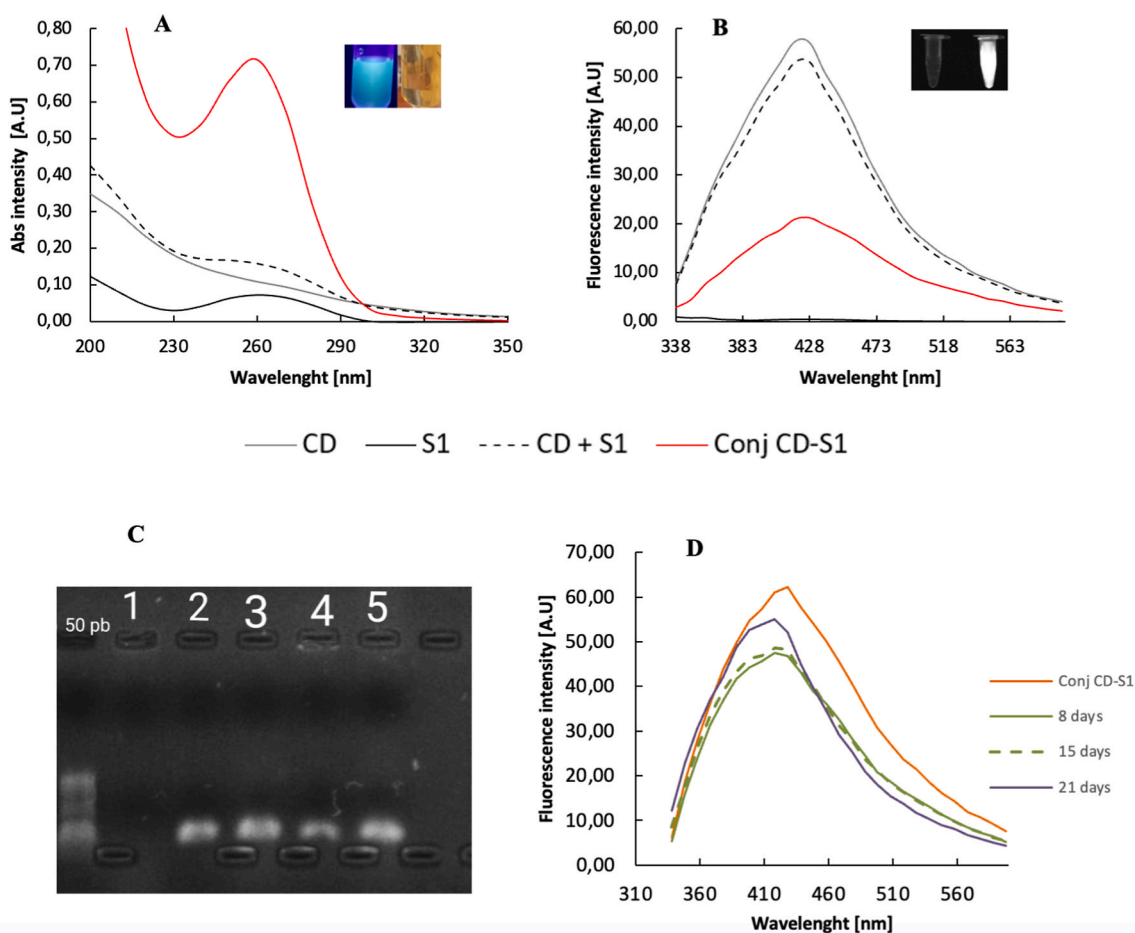 A
0,80
0,70
0,60
0,50
0,40
0,30
0,20
0,10
0,00
Abs intensity [A.U]
200 230 260 290 320 350
Wavelenght [nm]
B
60,00
50,00
40,00
30,00
20,00
10,00
0,00
Fluorescence intensity [A.U]
338 383 428 473 518 563
Wavelenght [nm]
CD S1 CD + S1 Conj CD-S1
C
50 pb 1 2 3 4 5
D
70,00
60,00
50,00
40,00
30,00
20,00
10,00
0,00
Fluorescence intensity [A.U]
310 360 410 460 510 560
Wavelenght [nm]
Conj CD-S1
8 days
15 days
21 days